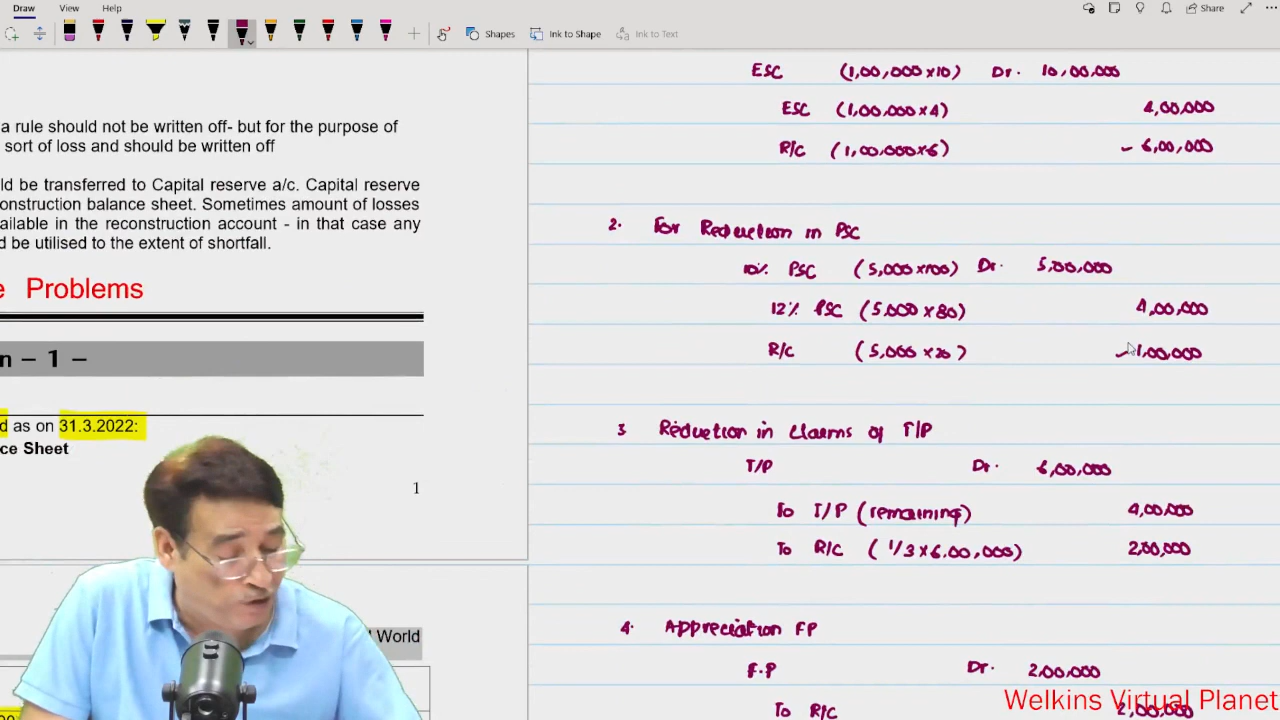 Draw View Help
Share
Shapes Ink to Shape Ink to Text
a rule should not be written off- but for the purpose of
sort of loss and should be written off
ld be transferred to Capital reserve a/c. Capital reserve
onstruction balance sheet. Sometimes amount of losses
ailable in the reconstruction account - in that case any
d be utilised to the extent of shortfall.
e Problems
n – 1 –
d as on 31.3.2022:
ce Sheet
1
World
ESC (1,00,000×10) Dr. 10,00,000
ESC (1,00,000×4) 4,00,000
R/C (1,00,000×6) - 6,00,000
2. For Reduction in PSC
10% PSC (5,000×100) Dr. 5,00,000
12% PSC (5,000×80) 4,00,000
R/C (5,000×20) - 1,00,000
3 Reduction in Claims of T/P
T/P Dr. 6,00,000
To T/P (remaining) 4,00,000
To R/C (1/3×6,00,000) 2,00,000
4. Appreciation FP
F.P Dr. 2,00,000
To R/C 2,00,000
Welkins Virtual Planet